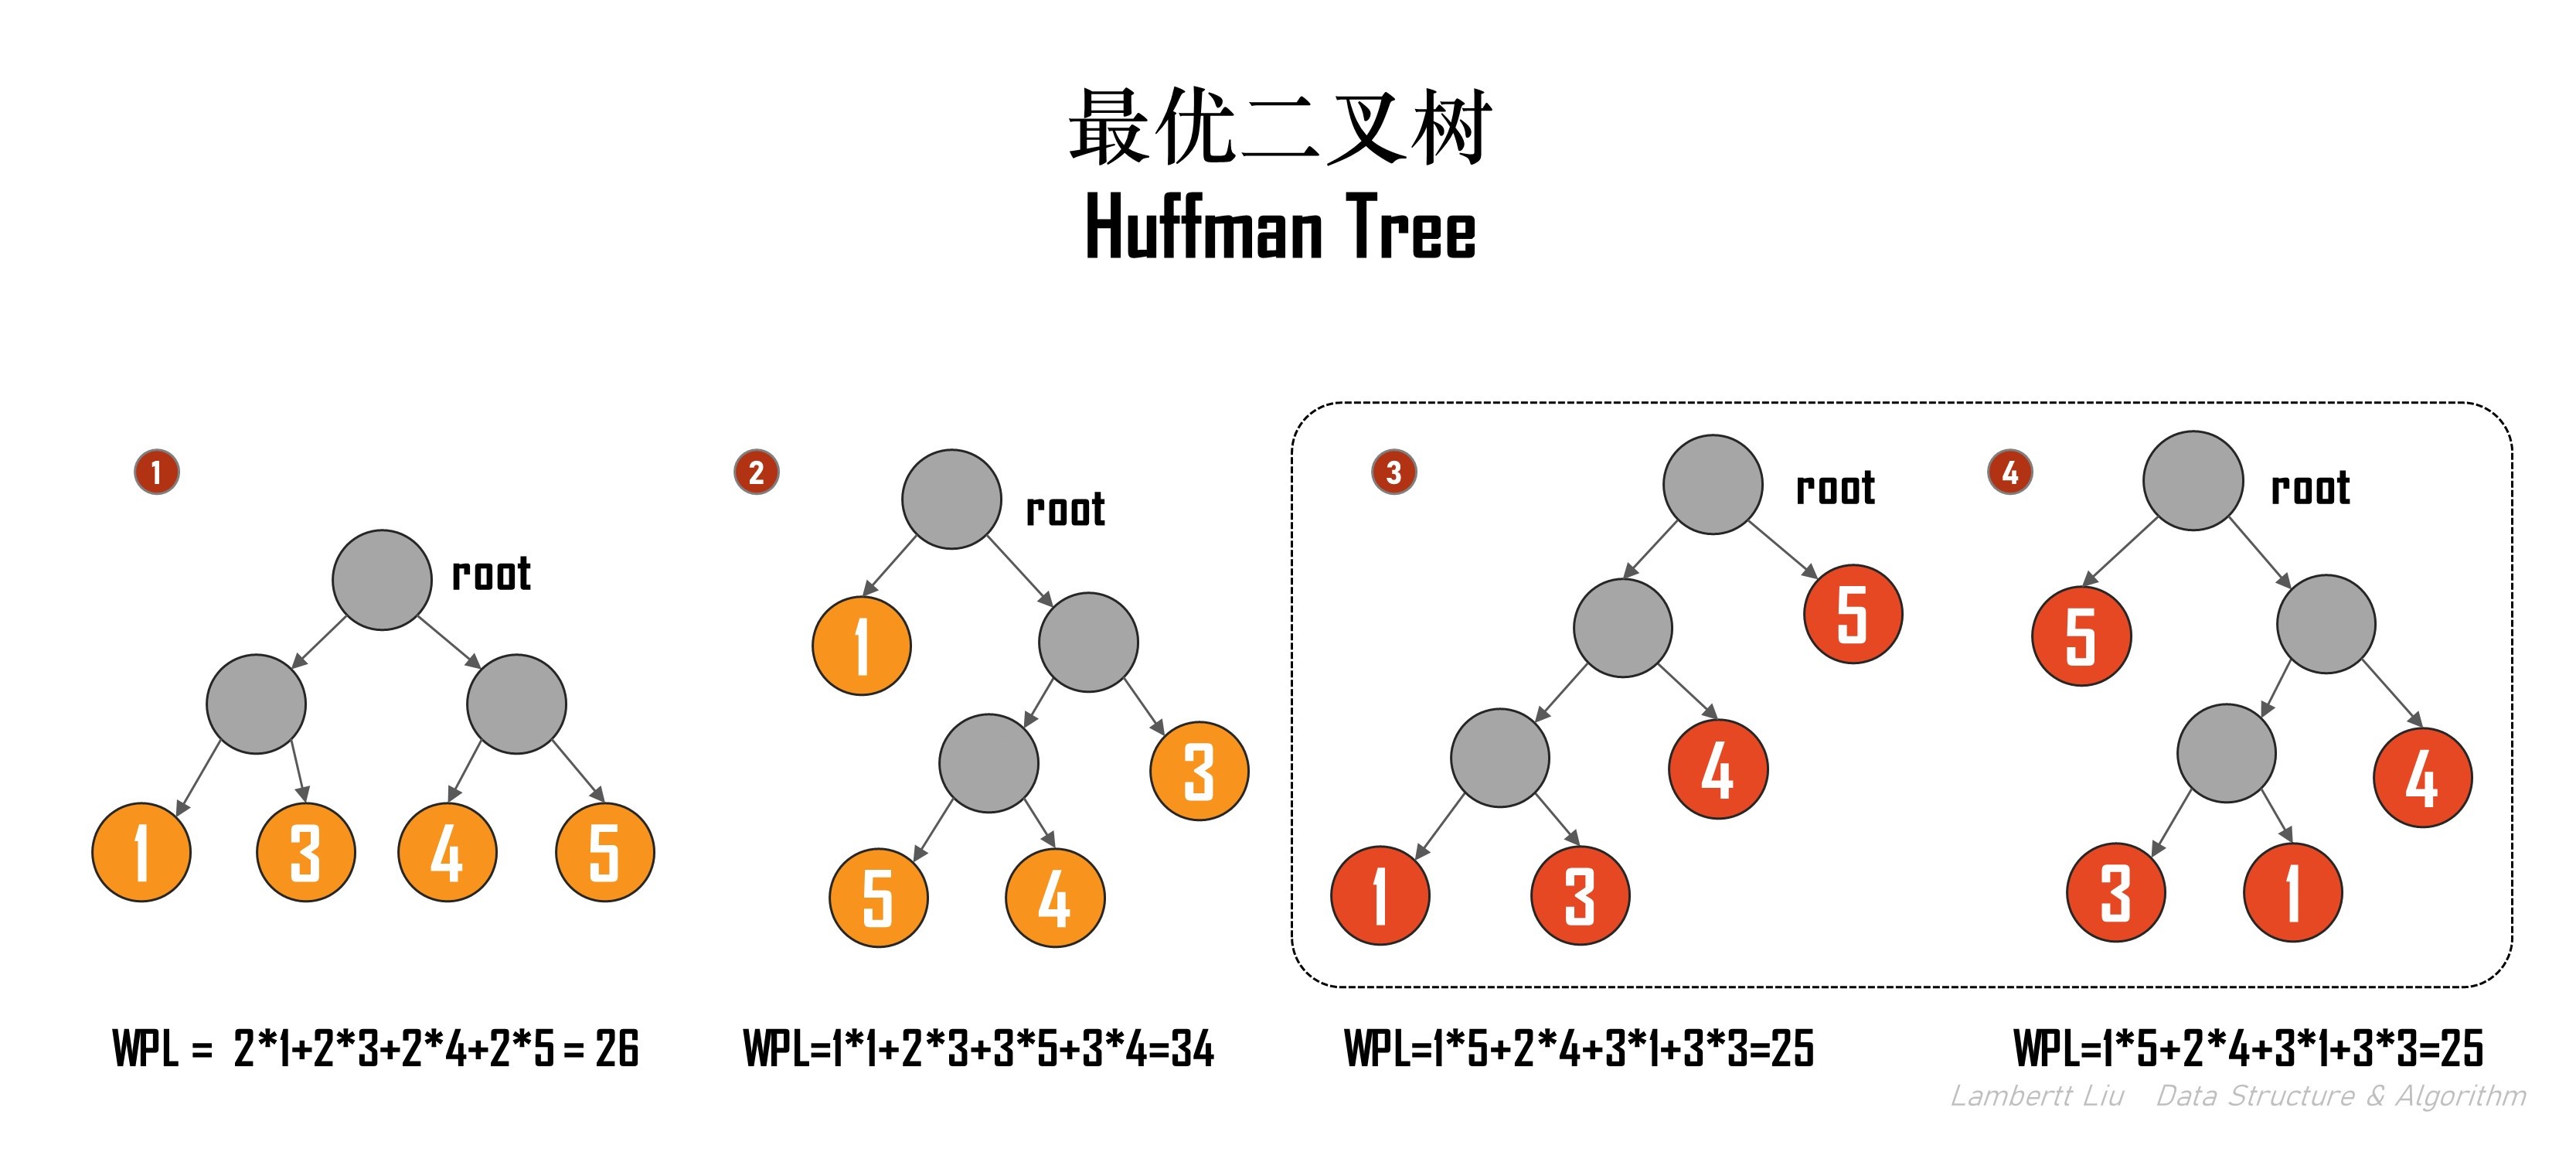 最优二叉树
Huffman Tree
1
root
1
3
4
5
WPL = 2*1+2*3+2*4+2*5 = 26
2
root
1
3
5
4
WPL=1*1+2*3+3*5+3*4=34
3
root
5
4
1
3
WPL=1*5+2*4+3*1+3*3=25
4
root
5
4
3
1
WPL=1*5+2*4+3*1+3*3=25
Lambertt Liu Data Structure & Algorithm